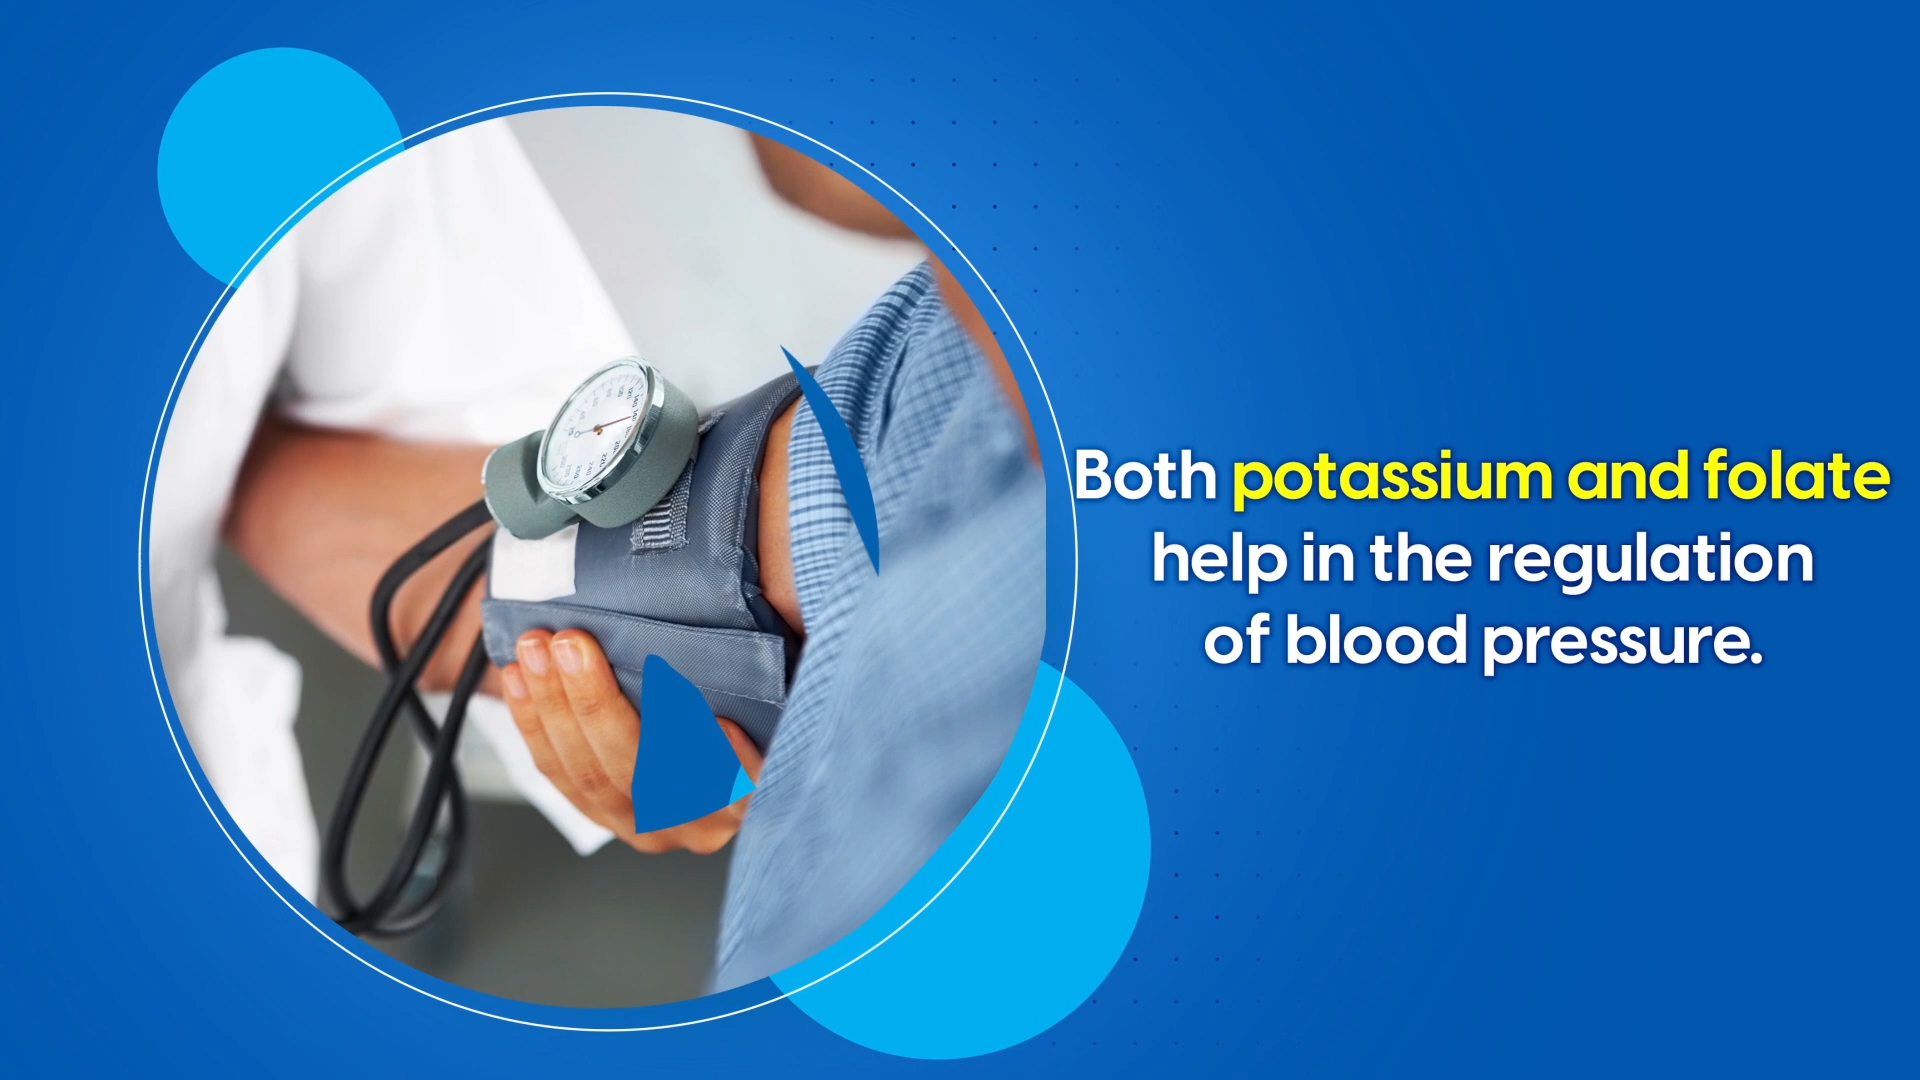 Both potassium and folate
help in the regulation
of blood pressure.